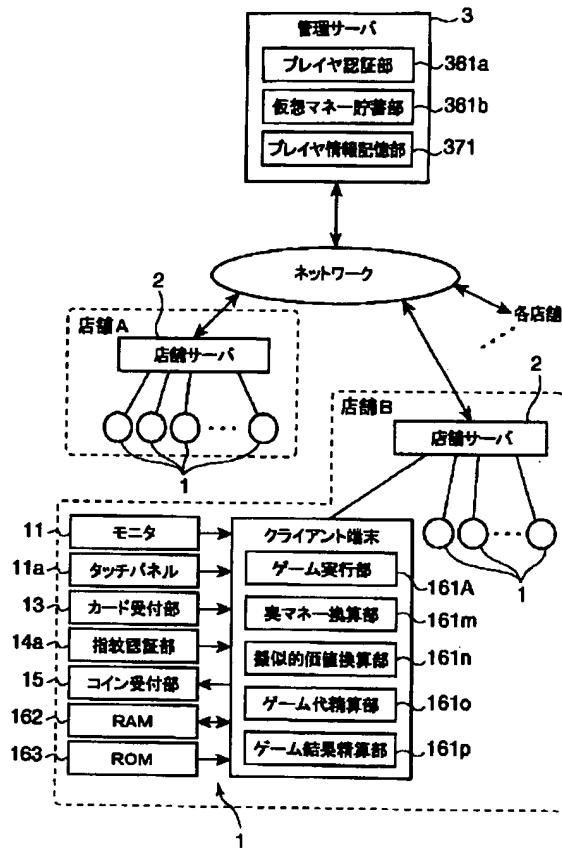 3
管理サーバ
プレイヤ認証部
361a
仮想マネー貯蓄部
361b
プレイヤ情報記憶部
371
ネットワーク
店舗A
2
店舗サーバ
1
各店舗
店舗B
2
店舗サーバ
1
クライアント端末
11
モニタ
11a
タッチパネル
13
カード受付部
14a
指紋認証部
15
コイン受付部
162
RAM
163
ROM
ゲーム実行部
161A
実マネー換算部
161m
疑似的価値換算部
161n
ゲーム代精算部
161o
ゲーム結果精算部
161p
1